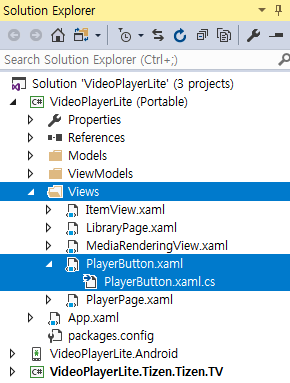 Solution Explorer
Search Solution Explorer (Ctrl+;)
Solution 'VideoPlayerLite' (3 projects)
C# VideoPlayerLite (Portable)
Properties
References
Models
ViewModels
Views
ItemView.xaml
LibraryPage.xaml
MediaRenderingView.xaml
PlayerButton.xaml
PlayerButton.xaml.cs
PlayerPage.xaml
App.xaml
packages.config
VideoPlayerLite.Android
C# VideoPlayerLite.Tizen.Tizen.TV